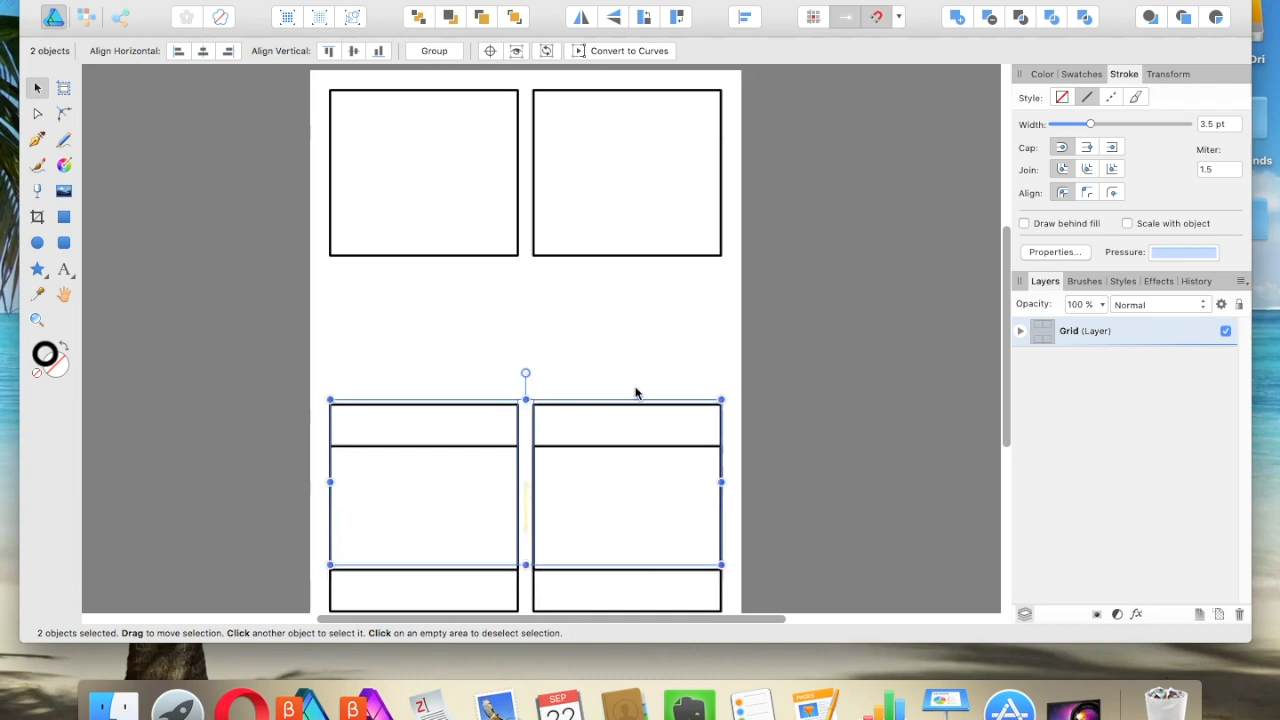 2 objects Align Horizontal: Align Vertical: Group Convert to Curves
Color Swatches Stroke Transform
Style:
Width: 3.5 pt
Cap: Miter:
Join: 1.5
Align:
Draw behind fill Scale with object
Properties... Pressure:
Layers Brushes Styles Effects History
Opacity: 100 % Normal
Grid (Layer)
A
fx
2 objects selected. Drag to move selection. Click another object to select it. Click on an empty area to deselect selection.
SEP
22
PAGES
β
β